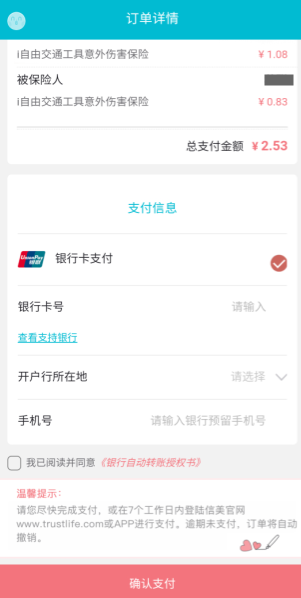 订单详情
i自由交通工具意外伤害保险 ¥ 1.08
被保险人
i自由交通工具意外伤害保险 ¥ 0.83
总支付金额 ¥ 2.53
支付信息
UnionPay 银联 银行卡支付
银行卡号 请输入
查看支持银行
开户行所在地 请选择
手机号 请输入银行预留手机号
我已阅读并同意《银行自动转账授权书》
温馨提示:
请您尽快完成支付，或在7个工作日内登陆信美官网
www.trustlife.com或APP进行支付。逾期未支付，订单将自动
撤销。
确认支付